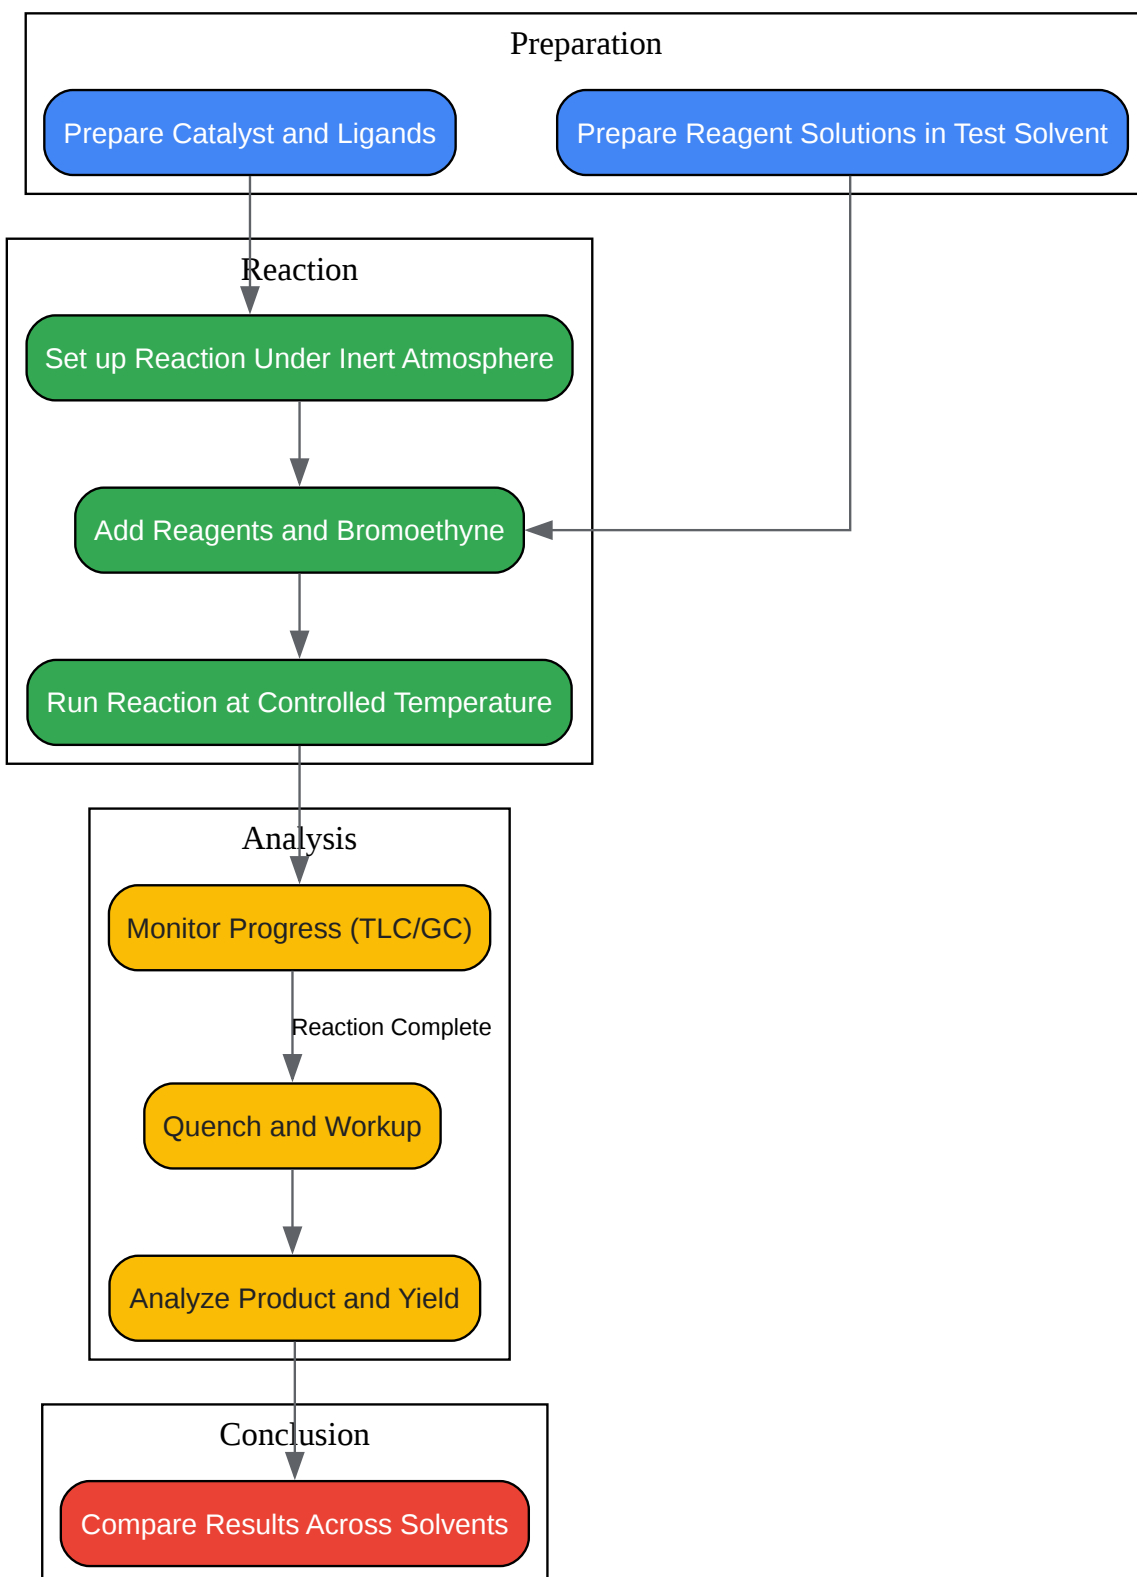 Preparation
Prepare Catalyst and Ligands
Prepare Reagent Solutions in Test Solvent
Reaction
Set up Reaction Under Inert Atmosphere
Add Reagents and Bromoethyne
Run Reaction at Controlled Temperature
Analysis
Monitor Progress (TLC/GC)
Reaction Complete
Quench and Workup
Analyze Product and Yield
Conclusion
Compare Results Across Solvents